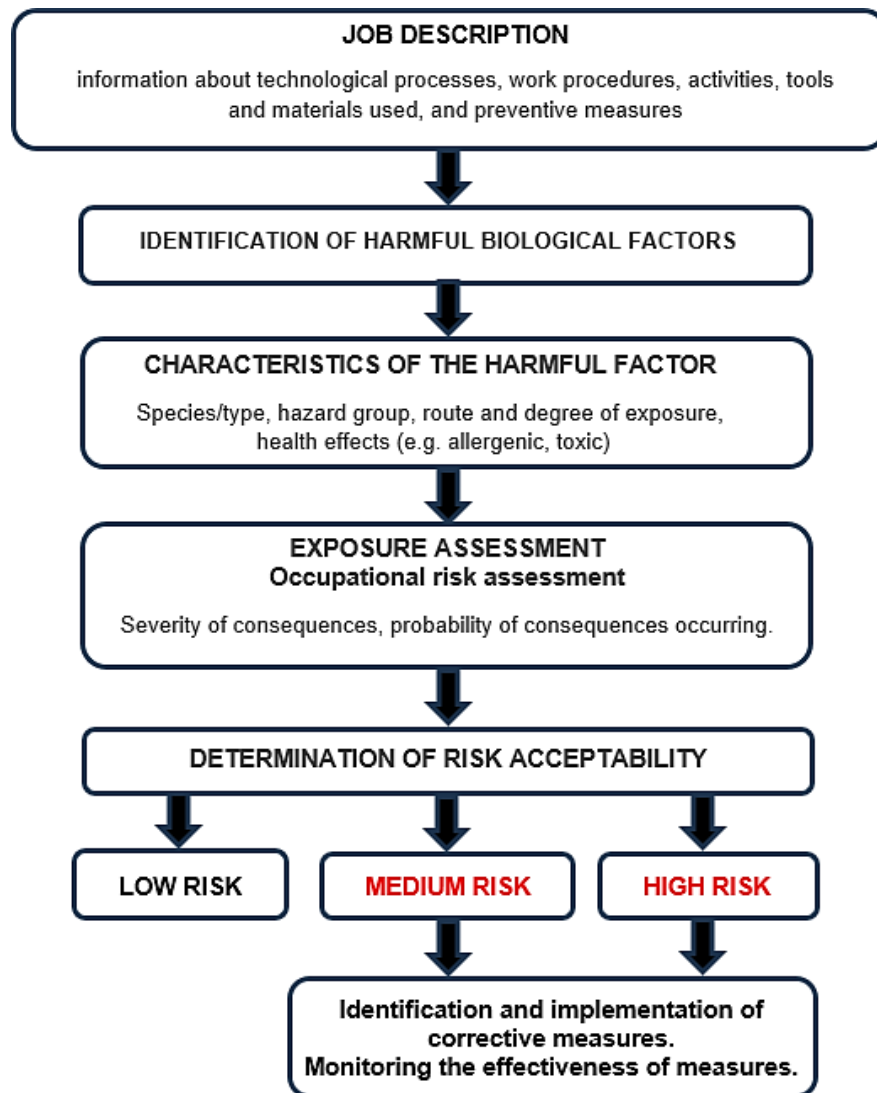 JOB DESCRIPTION
information about technological processes, work procedures, activities, tools
and materials used, and preventive measures
IDENTIFICATION OF HARMFUL BIOLOGICAL FACTORS
CHARACTERISTICS OF THE HARMFUL FACTOR
Species/type, hazard group, route and degree of exposure,
health effects (e.g. allergenic, toxic)
EXPOSURE ASSESSMENT
Occupational risk assessment
Severity of consequences, probability of consequences occurring.
DETERMINATION OF RISK ACCEPTABILITY
LOW RISK
MEDIUM RISK
HIGH RISK
Identification and implementation of
corrective measures.
Monitoring the effectiveness of measures.